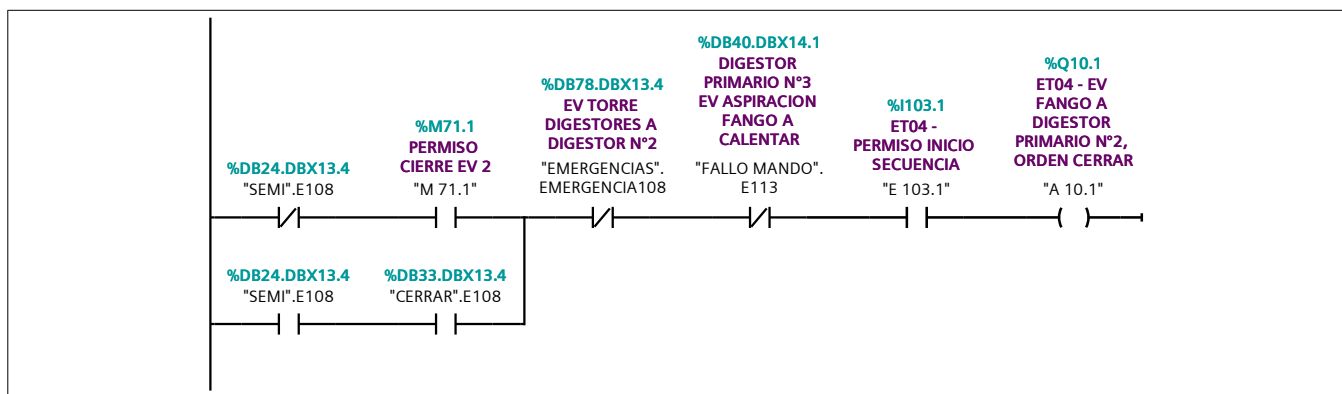 %DB24.DBX13.4
"SEMI".E108
%M71.1
PERMISO
CIERRE EV 2
"M 71.1"
%DB78.DBX13.4
EV TORRE
DIGESTORES A
DIGESTOR N°2
"EMERGENCIAS".
EMERGENCIA108
%DB40.DBX14.1
DIGESTOR
PRIMARIO N°3
EV ASPIRACION
FANGO A
CALENTAR
"FALLO MANDO".
E113
%I103.1
ET04 -
PERMISO INICIO
SECUENCIA
"E 103.1"
%Q10.1
ET04 - EV
FANGO A
DIGESTOR
PRIMARIO N°2,
ORDEN CERRAR
"A 10.1"
%DB24.DBX13.4
"SEMI".E108
%DB33.DBX13.4
"CERRAR".E108